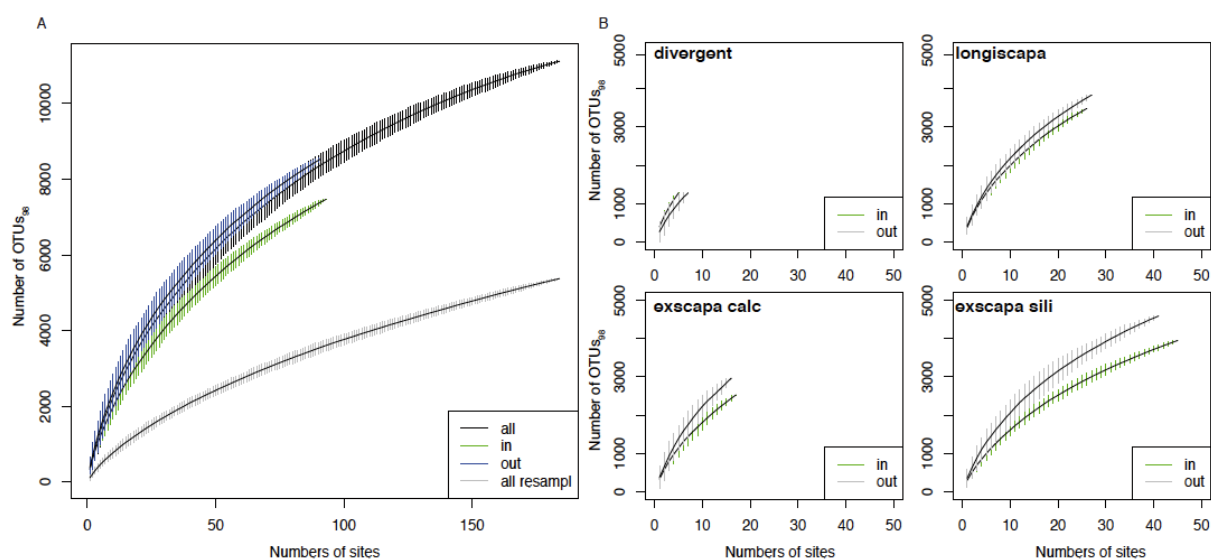 A
Number of OTUs98
0 2000 4000 6000 8000 10000
0 50 100 150
Numbers of sites
all
in
out
all resampl
B
divergent
Number of OTUs98
0 1000 3000 5000
0 10 20 30 40 50
in
out
longiscapa
0 1000 3000 5000
0 10 20 30 40 50
in
out
exscapa calc
Number of OTUs98
0 1000 3000 5000
0 10 20 30 40 50
Numbers of sites
in
out
exscapa sili
0 1000 3000 5000
0 10 20 30 40 50
Numbers of sites
in
out